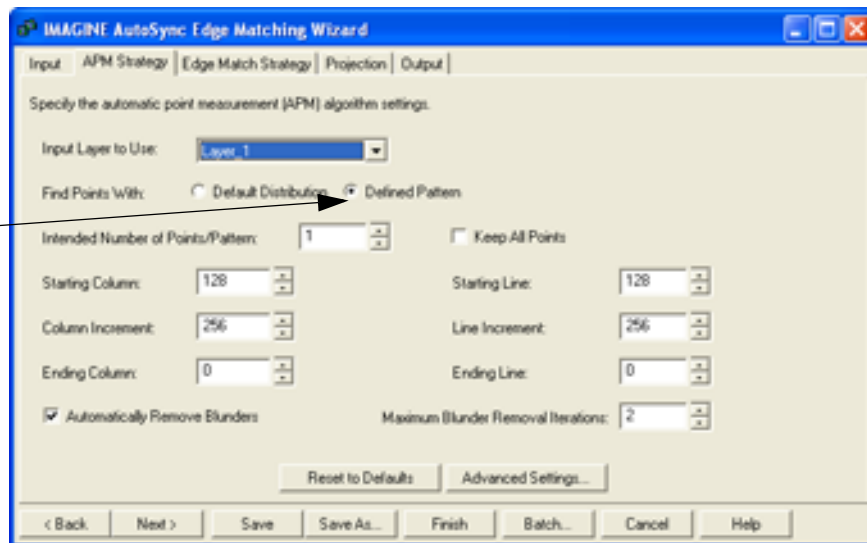 IMAGINE AutoSync Edge Matching Wizard
Input APM Strategy Edge Match Strategy Projection Output
Specify the automatic point measurement (APM) algorithm settings.
Input Layer to Use: Layer_1
Find Points With: Default Distribution Defined Pattern
Intended Number of Points/Pattern: 1 Keep All Points
Starting Column: 128 Starting Line: 128
Column Increment: 256 Line Increment: 256
Ending Column: 0 Ending Line: 0
Automatically Remove Blunders Maximum Blunder Removal Iterations: 2
Reset to Defaults Advanced Settings...
< Back Next > Save Save As... Finish Batch... Cancel Help